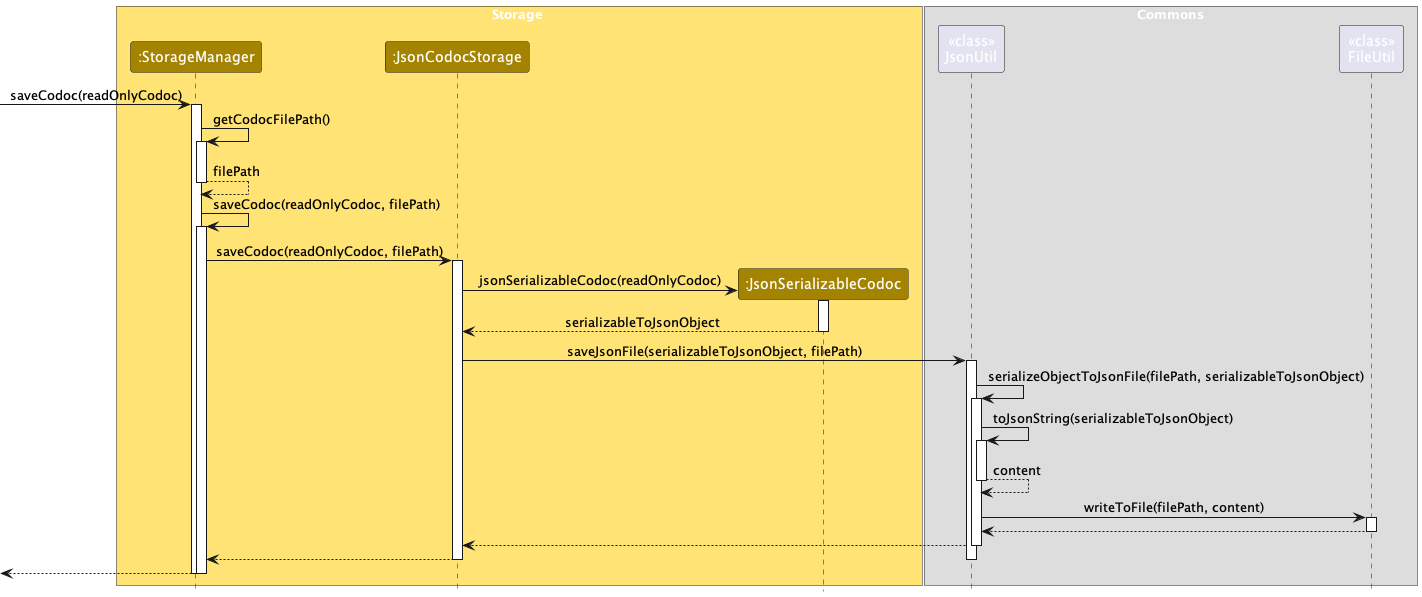 Storage
Commons
:StorageManager
:JsonCodocStorage
«class»
JsonUtil
«class»
FileUtil
saveCodoc(readOnlyCodoc)
getCodocFilePath()
filePath
saveCodoc(readOnlyCodoc, filePath)
saveCodoc(readOnlyCodoc, filePath)
jsonSerializableCodoc(readOnlyCodoc)
:JsonSerializableCodoc
serializableToJsonObject
saveJsonFile(serializableToJsonObject, filePath)
serializeObjectToJsonFile(filePath, serializableToJsonObject)
toJsonString(serializableToJsonObject)
content
writeToFile(filePath, content)